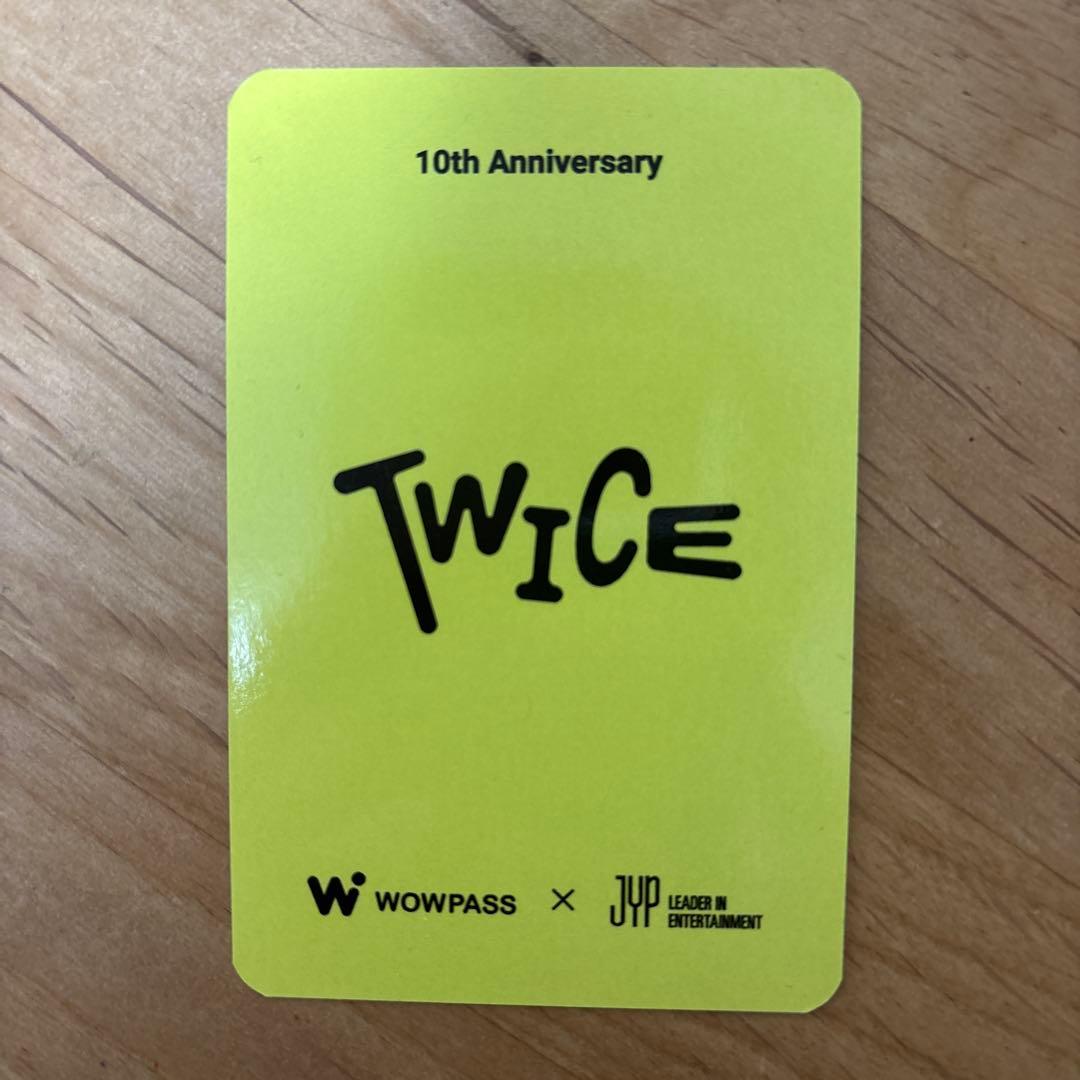 10th Anniversary
TWICE
W WOWPASS × JYP LEADER IN
ENTERTAINMENT